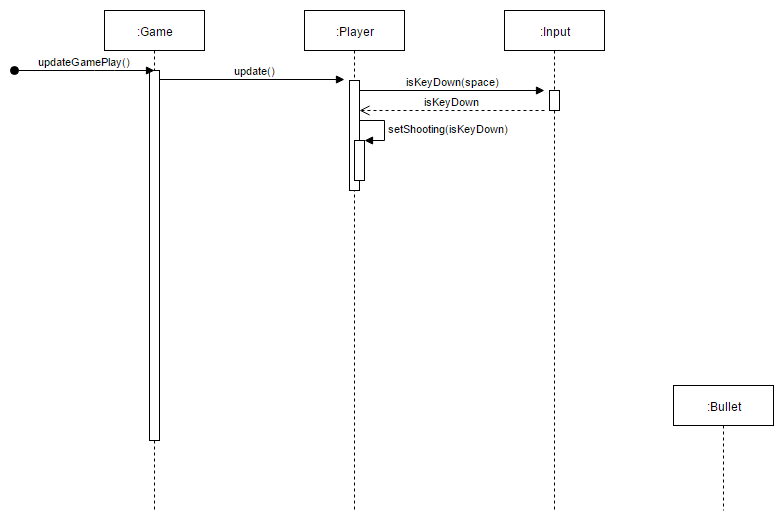 :Game
:Player
:Input
updateGamePlay()
update()
isKeyDown(space)
isKeyDown
setShooting(isKeyDown)
:Bullet